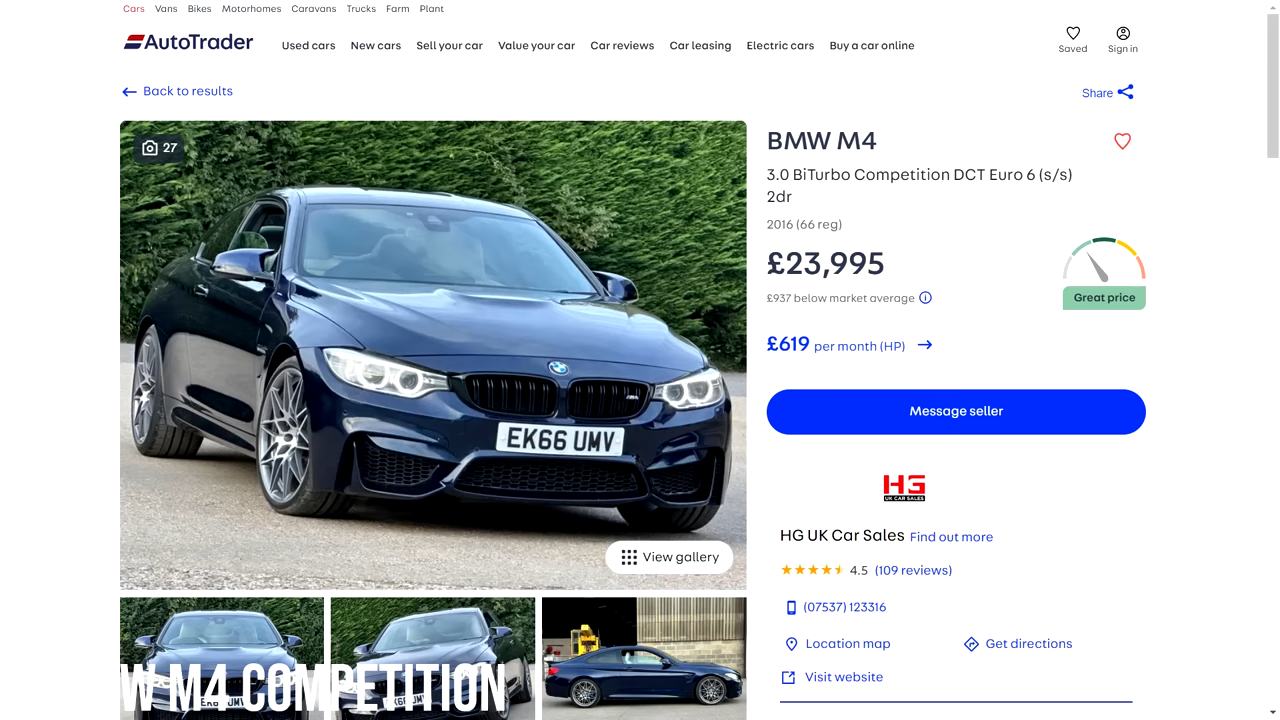 Cars Vans Bikes Motorhomes Caravans Trucks Farm Plant
AutoTrader
Used cars New cars Sell your car Value your car Car reviews Car leasing Electric cars Buy a car online
Saved Sign in
Back to results
Share
27
BMW M4
3.0 BiTurbo Competition DCT Euro 6 (s/s)
2dr
2016 (66 reg)
£23,995
£937 below market average
Great price
£619 per month (HP)
Message seller
EK66 UMV
View gallery
HG
UK CAR SALES
HG UK Car Sales Find out more
4.5 (109 reviews)
(07537) 123316
Location map Get directions
Visit website
W M4 COMPETITION